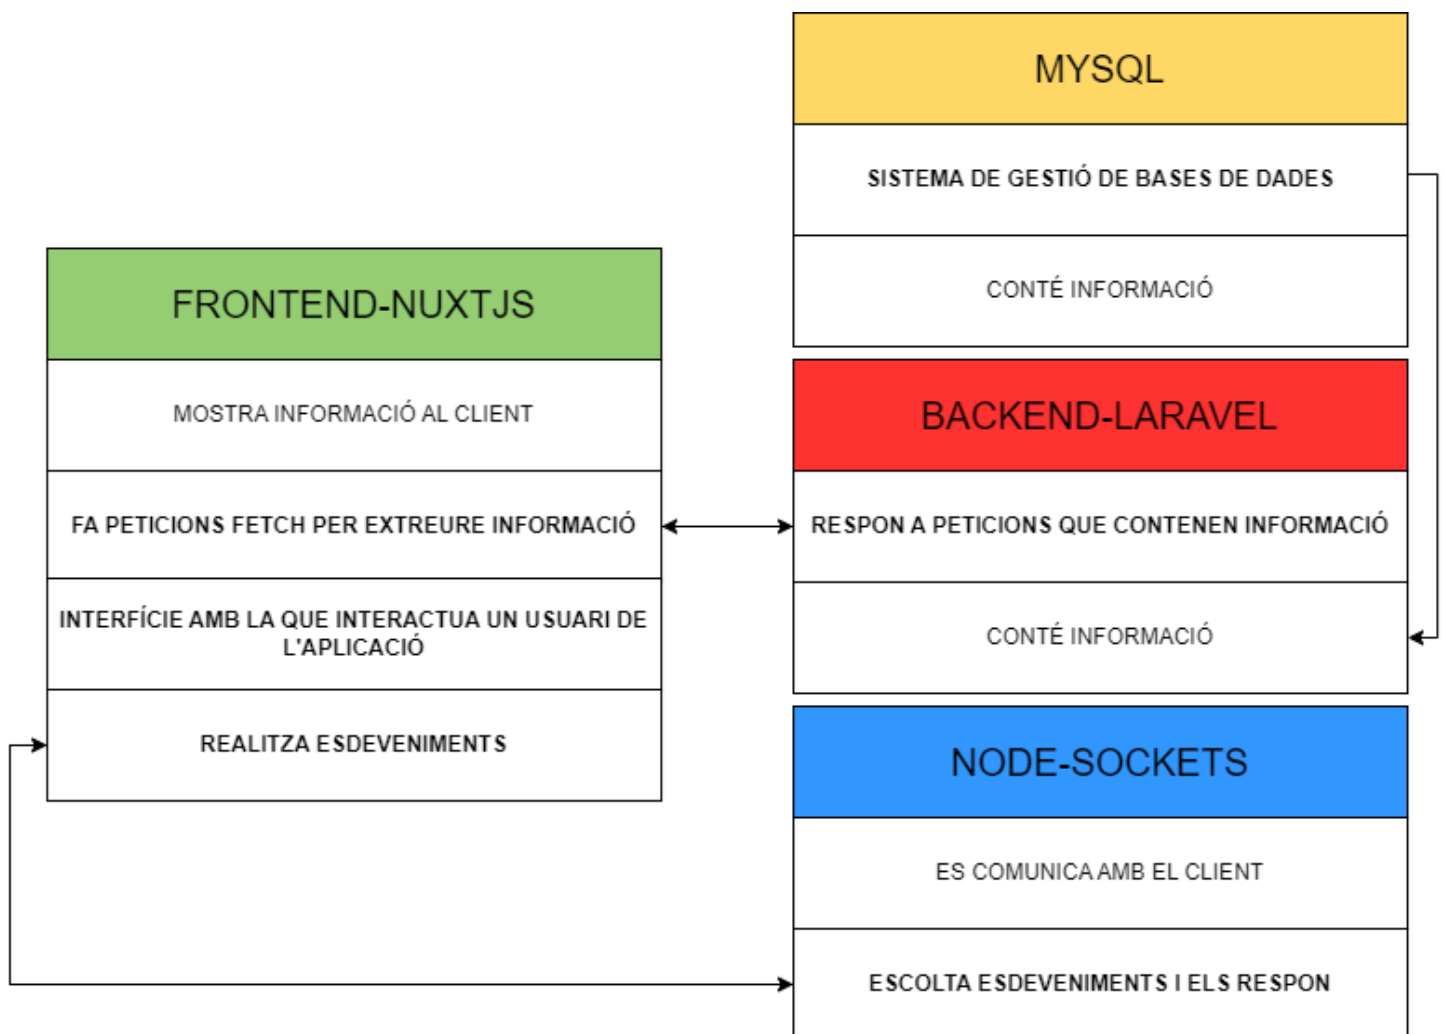 MYSQL
SISTEMA DE GESTIÓ DE BASES DE DADES
CONTÉ INFORMACIÓ
FRONTEND-NUXTJS
MOSTRA INFORMACIÓ AL CLIENT
FA PETICIONS FETCH PER EXTREURE INFORMACIÓ
INTERFÍCIE AMB LA QUE INTERACTUA UN USUARI DE
L'APLICACIÓ
REALITZA ESDEVENIMENTS
BACKEND-LARAVEL
RESPON A PETICIONS QUE CONTENEN INFORMACIÓ
CONTÉ INFORMACIÓ
NODE-SOCKETS
ES COMUNICA AMB EL CLIENT
ESCOLTA ESDEVENIMENTS I ELS RESPON